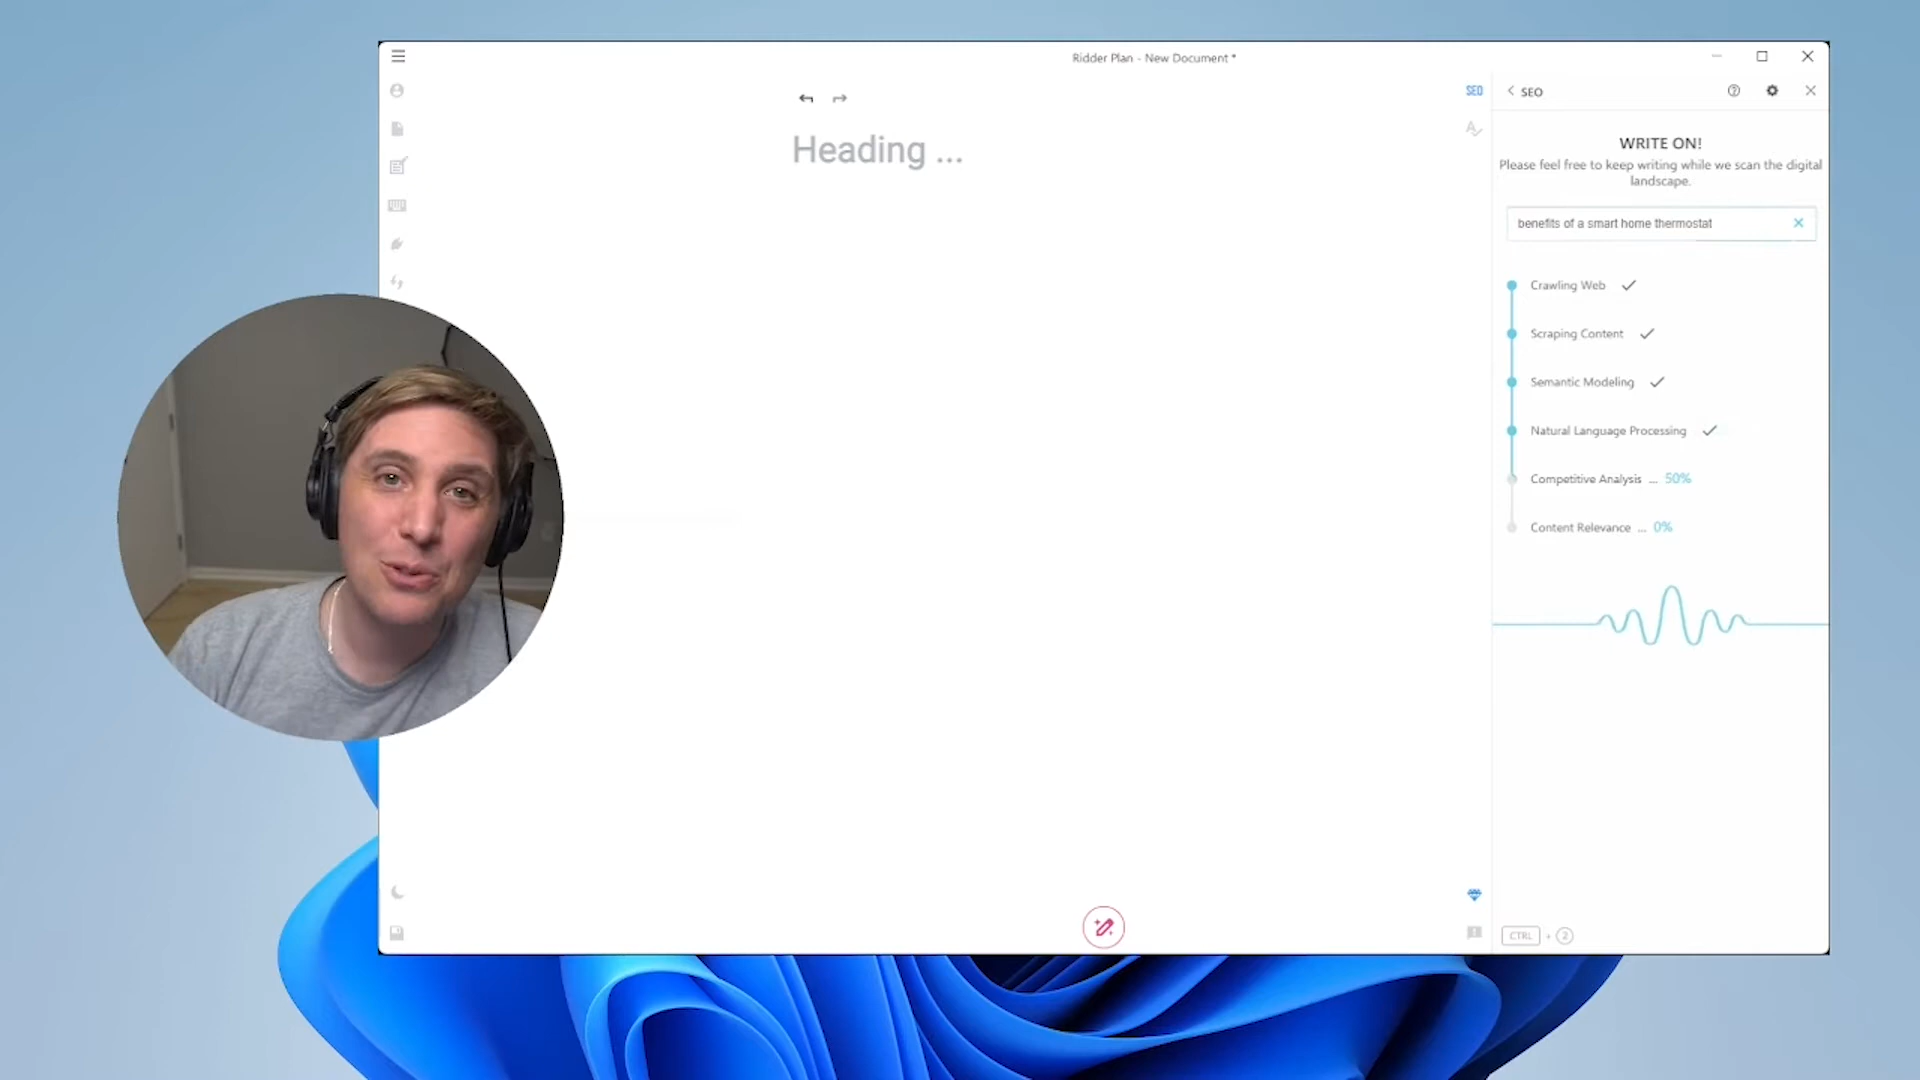 Ridder Plan - New Document *
SEO
SEO
Heading ...
WRITE ON!
Please feel free to keep writing while we scan the digital
landscape.
benefits of a smart home thermostat
Crawling Web
Scraping Content
Semantic Modeling
Natural Language Processing
Competitive Analysis ... 50%
Content Relevance ... 0%
CTRL + 2